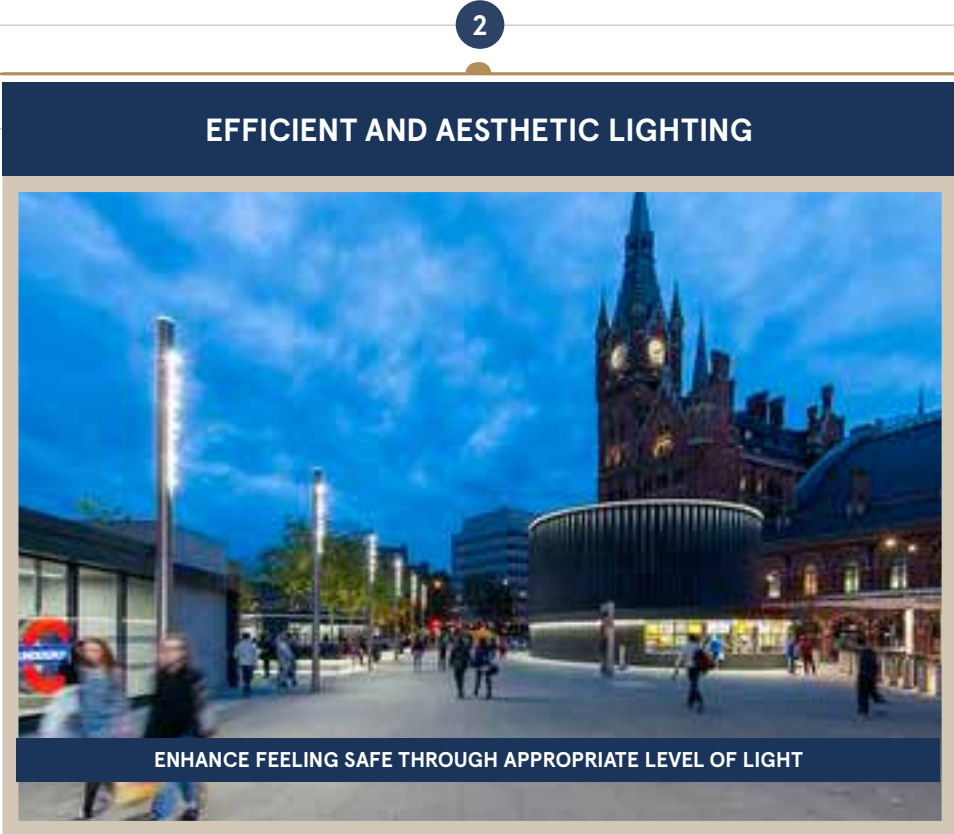 2
EFFICIENT AND AESTHETIC LIGHTING
ENHANCE FEELING SAFE THROUGH APPROPRIATE LEVEL OF LIGHT